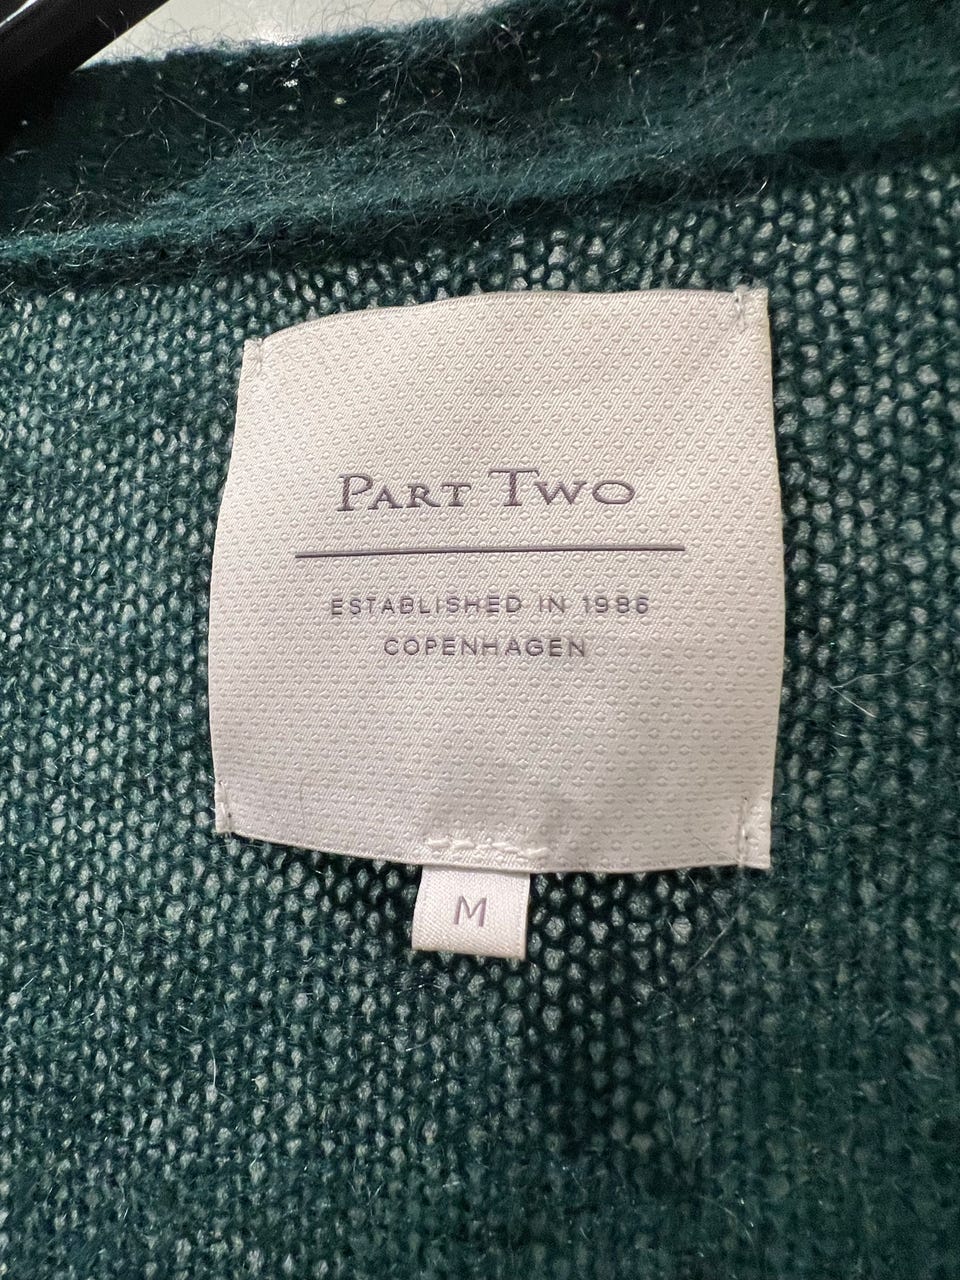 PART TWO
ESTABLISHED IN 1986
COPENHAGEN
M